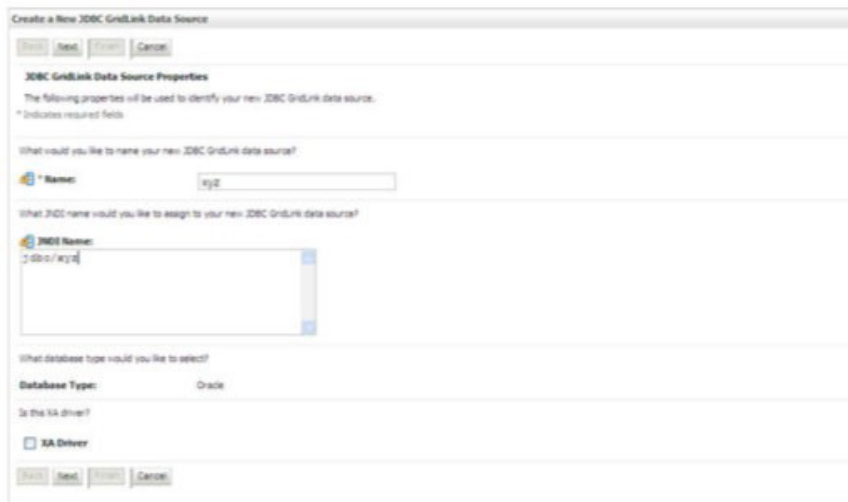 Create a New JDBC GridLink Data Source
Back Next Finish Cancel
JDBC GridLink Data Source Properties
The following properties will be used to identify your new JDBC GridLink data source.
* Indicates required fields
What would you like to name your new JDBC GridLink data source?
* Name: xyz
What JNDI name would you like to assign to your new JDBC GridLink data source?
JNDI Name:
jdbc/xyz
What database type would you like to select?
Database Type: Oracle
Is this XA driver?
XA Driver
Back Next Finish Cancel